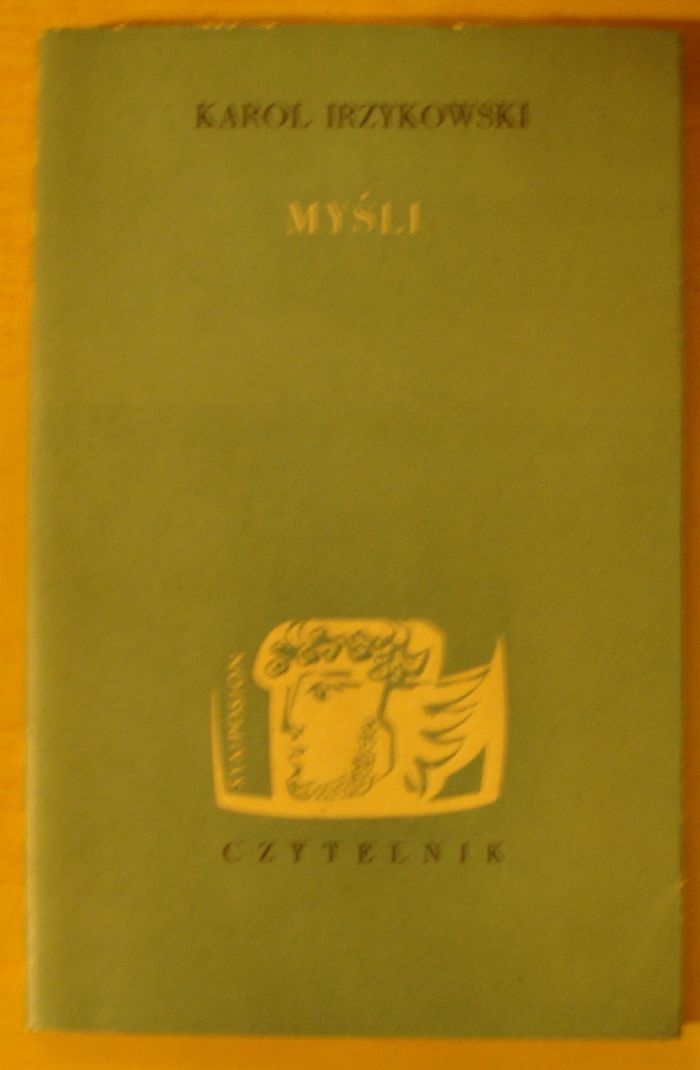 KAROL IRZYKOWSKI
MYŚLI
SYMPOSION
CZYTELNIK